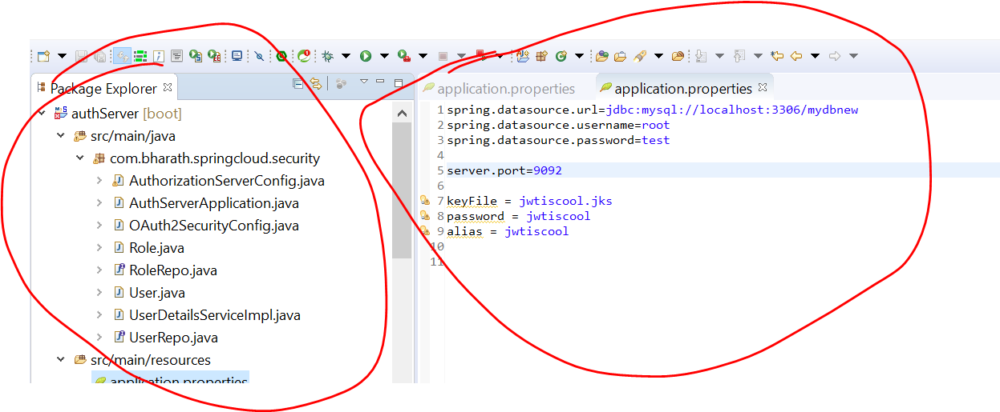 Package Explorer
authServer [boot]
src/main/java
com.bharath.springcloud.security
AuthorizationServerConfig.java
AuthServerApplication.java
OAuth2SecurityConfig.java
Role.java
RoleRepo.java
User.java
UserDetailsServiceImpl.java
UserRepo.java
src/main/resources
application.properties
application.properties application.properties
1 spring.datasource.url=jdbc:mysql://localhost:3306/mydbnew
2 spring.datasource.username=root
3 spring.datasource.password=test
4
5 server.port=9092
6
7 keyFile = jwtiscool.jks
8 password = jwtiscool
9 alias = jwtiscool
10
11